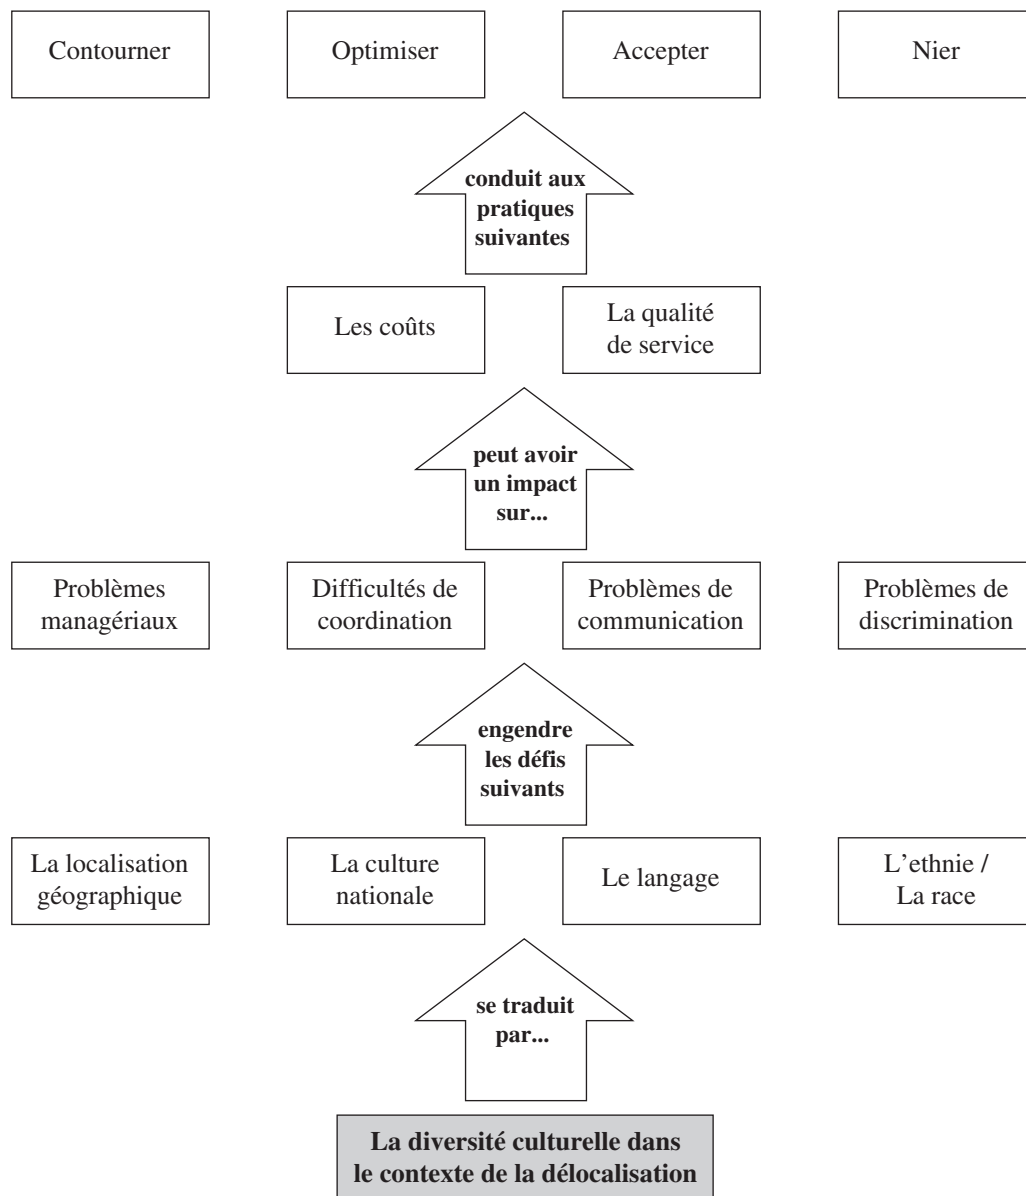 Contourner
Optimiser
Accepter
Nier
conduit aux
pratiques
suivantes
Les coûts
La qualité
de service
peut avoir
un impact
sur...
Problèmes
managériaux
Difficultés de
coordination
Problèmes de
communication
Problèmes de
discrimination
engendre
les défis
suivants
La localisation
géographique
La culture
nationale
Le langage
L'ethnie /
La race
se traduit
par...
La diversité culturelle dans
le contexte de la délocalisation